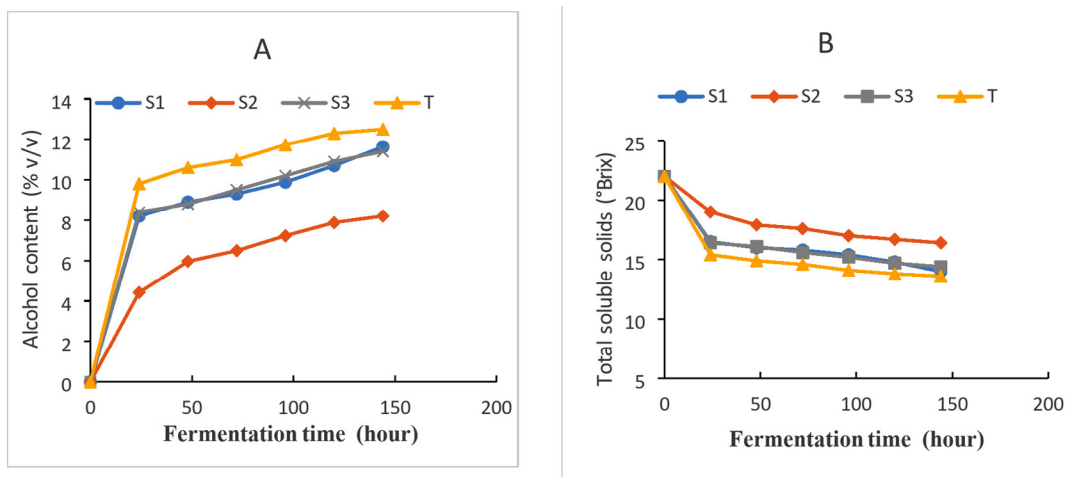 A
S1 S2 S3 T
14
12
10
8
6
4
2
0
0 50 100 150 200
Alcohol content (% v/v)
Fermentation time (hour)
B
S1 S2 S3 T
25
20
15
10
5
0 50 100 150 200
Total soluble solids (°Brix)
Fermentation time (hour)